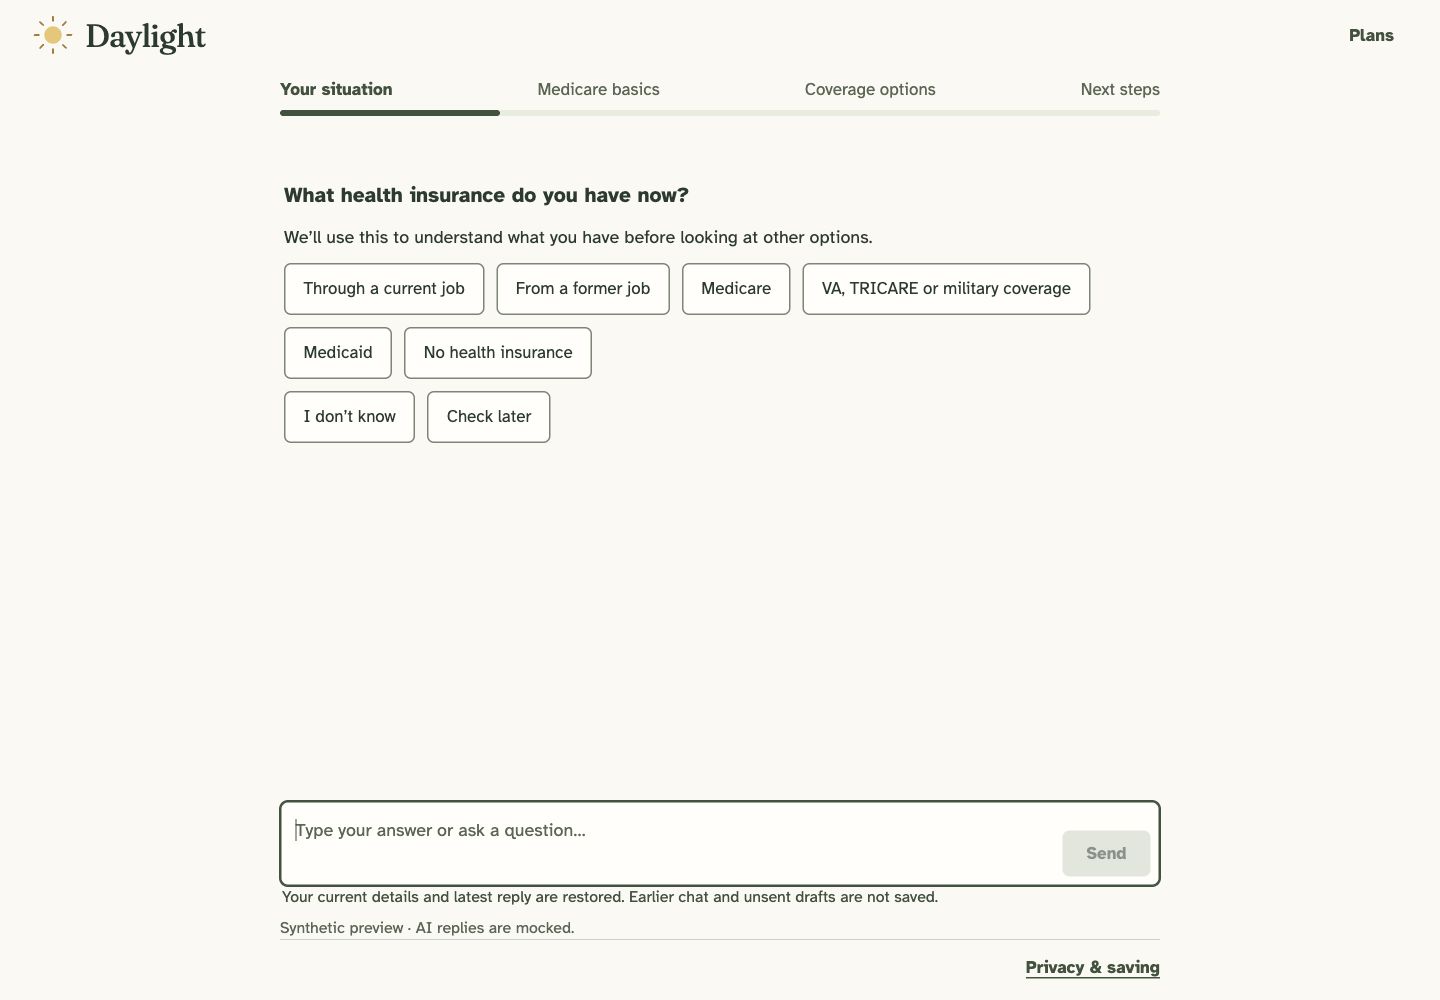 Daylight
Plans
Your situation
Medicare basics
Coverage options
Next steps
What health insurance do you have now?
We’ll use this to understand what you have before looking at other options.
Through a current job
From a former job
Medicare
VA, TRICARE or military coverage
Medicaid
No health insurance
I don’t know
Check later
Type your answer or ask a question…
Send
Your current details and latest reply are restored. Earlier chat and unsent drafts are not saved.
Synthetic preview · AI replies are mocked.
Privacy & saving